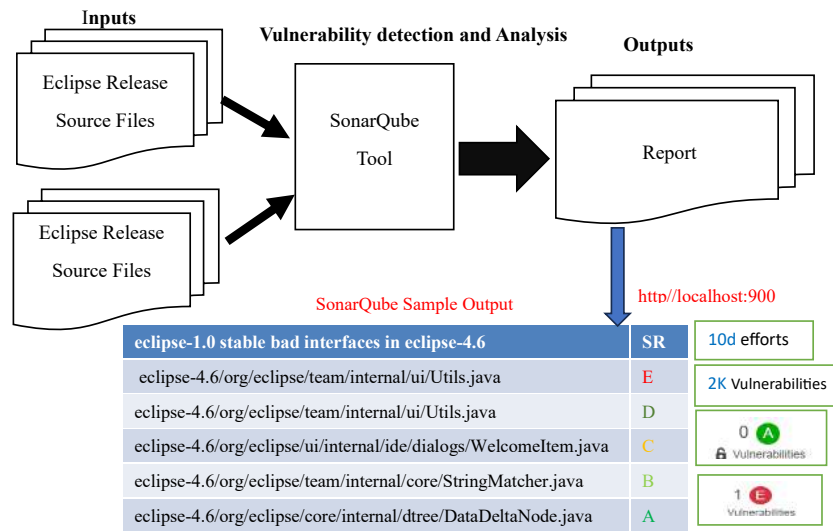 Inputs
Vulnerability detection and Analysis
Outputs
Eclipse Release
Source Files
SonarQube
Tool
Report
Eclipse Release
Source Files
SonarQube Sample Output
http//localhost:900
eclipse-1.0 stable bad interfaces in eclipse-4.6 SR
eclipse-4.6/org/eclipse/team/internal/ui/Utils.java E
eclipse-4.6/org/eclipse/team/internal/ui/Utils.java D
eclipse-4.6/org/eclipse/ui/internal/ide/dialogs/WelcomeItem.java C
eclipse-4.6/org/eclipse/team/internal/core/StringMatcher.java B
eclipse-4.6/org/eclipse/core/internal/dtree/DataDeltaNode.java A
10d efforts
2K Vulnerabilities
0 A
Vulnerabilities
1 E
Vulnerabilities